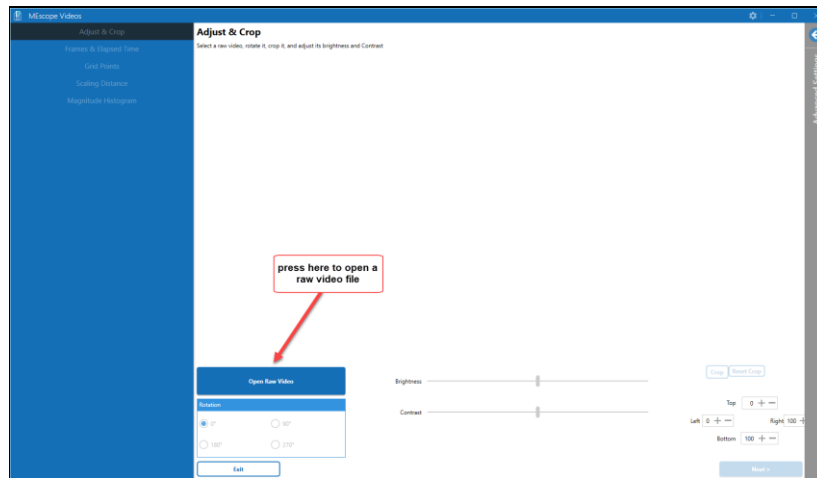 MEscope Videos
Adjust & Crop
Frames & Elapsed Time
Grid Points
Scaling Distance
Magnitude Histogram
Adjust & Crop
Select a raw video, rotate it, crop it, and adjust its brightness and Contrast
Advanced Settings
press here to open a
raw video file
Open Raw Video
Rotation
0°
90°
180°
270°
Exit
Brightness
Contrast
Crop
Reset Crop
Top 0 + −
Left 0 + − Right 100 +
Bottom 100 + −
Next >